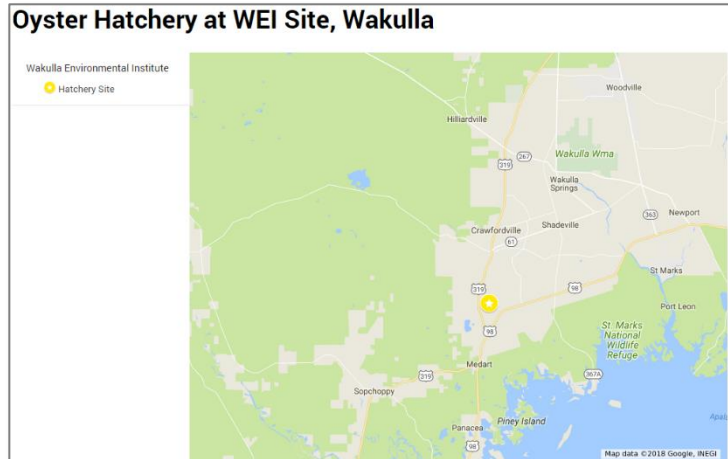 Oyster Hatchery at WEI Site, Wakulla
Wakulla Environmental Institute
Hatchery Site
Woodville
Hilliardville
267
319
Wakulla Wma
Wakulla
Springs
363
Newport
Crawfordville
Shadeville
61
St Marks
319
98
Port Leon
98
St. Marks
National
Wildlife
Refuge
Medart
319
367A
Sopchoppy
Piney Island
Panacea
98
Map data ©2018 Google, INEGI